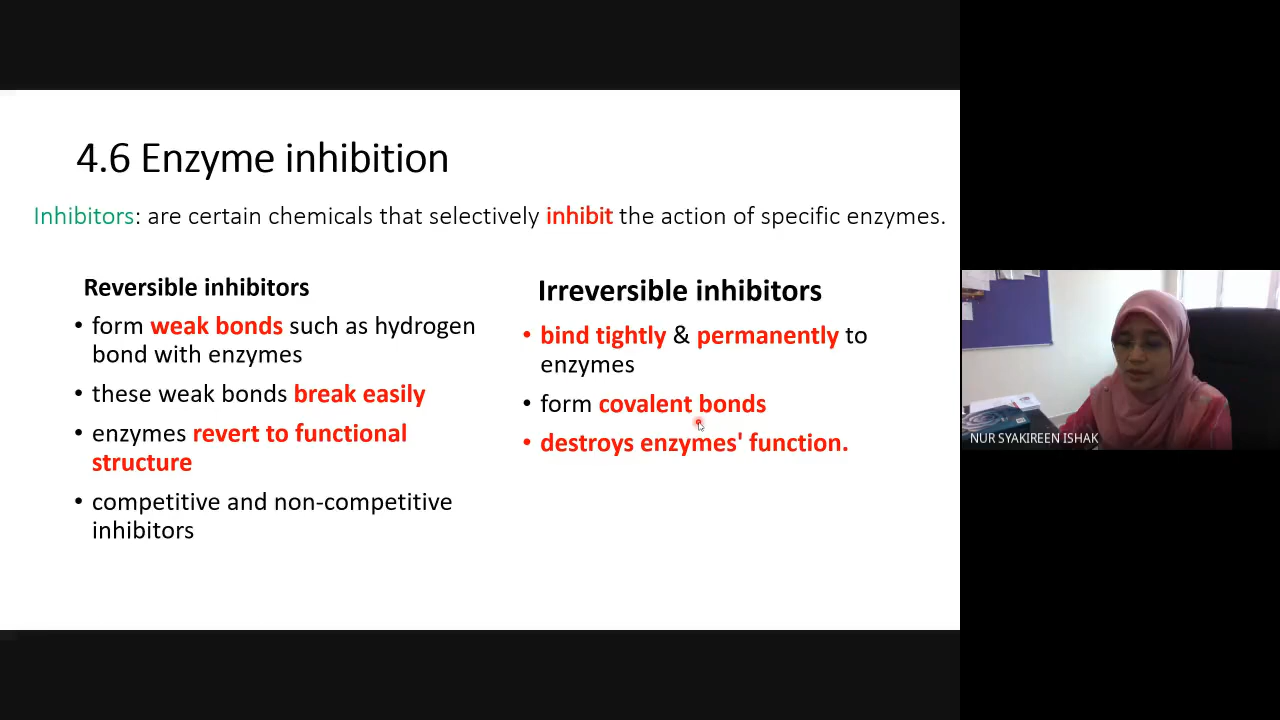 4.6 Enzyme inhibition
Inhibitors: are certain chemicals that selectively inhibit the action of specific enzymes.
Reversible inhibitors
• form weak bonds such as hydrogen
bond with enzymes
• these weak bonds break easily
• enzymes revert to functional
structure
• competitive and non-competitive
inhibitors
Irreversible inhibitors
• bind tightly & permanently to
enzymes
• form covalent bonds
• destroys enzymes' function.
NUR SYAKIREEN ISHAK